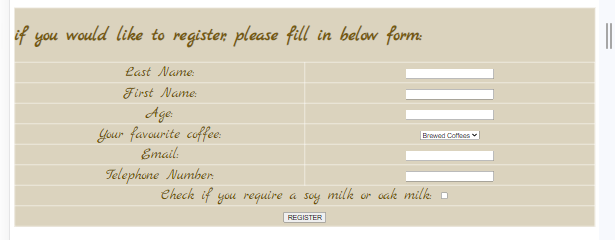 if you would like to register, please fill in below form:
Last Name:
First Name:
Age:
Your favourite coffee: Brewed Coffees
Email:
Telephone Number:
Check if you require a soy milk or oak milk:
REGISTER